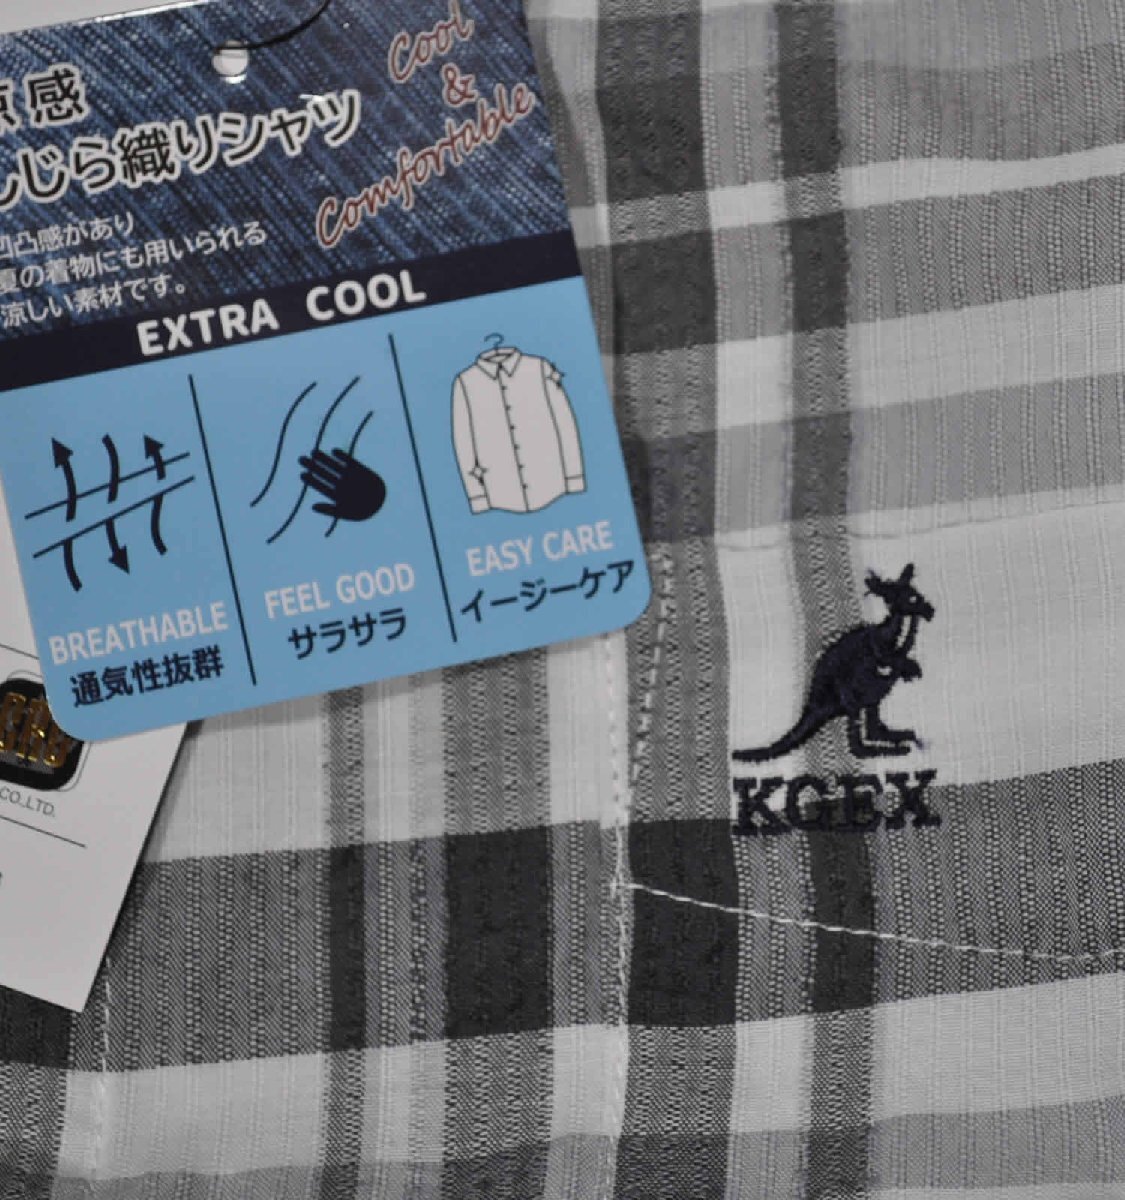 涼感
しじら織りシャツ
Cool
&
Comfortable
凹凸感があり
夏の着物にも用いられる
涼しい素材です。
EXTRA COOL
BREATHABLE
通気性抜群
FEEL GOOD
サラサラ
EASY CARE
イージーケア
CO.,LTD.
KGEX